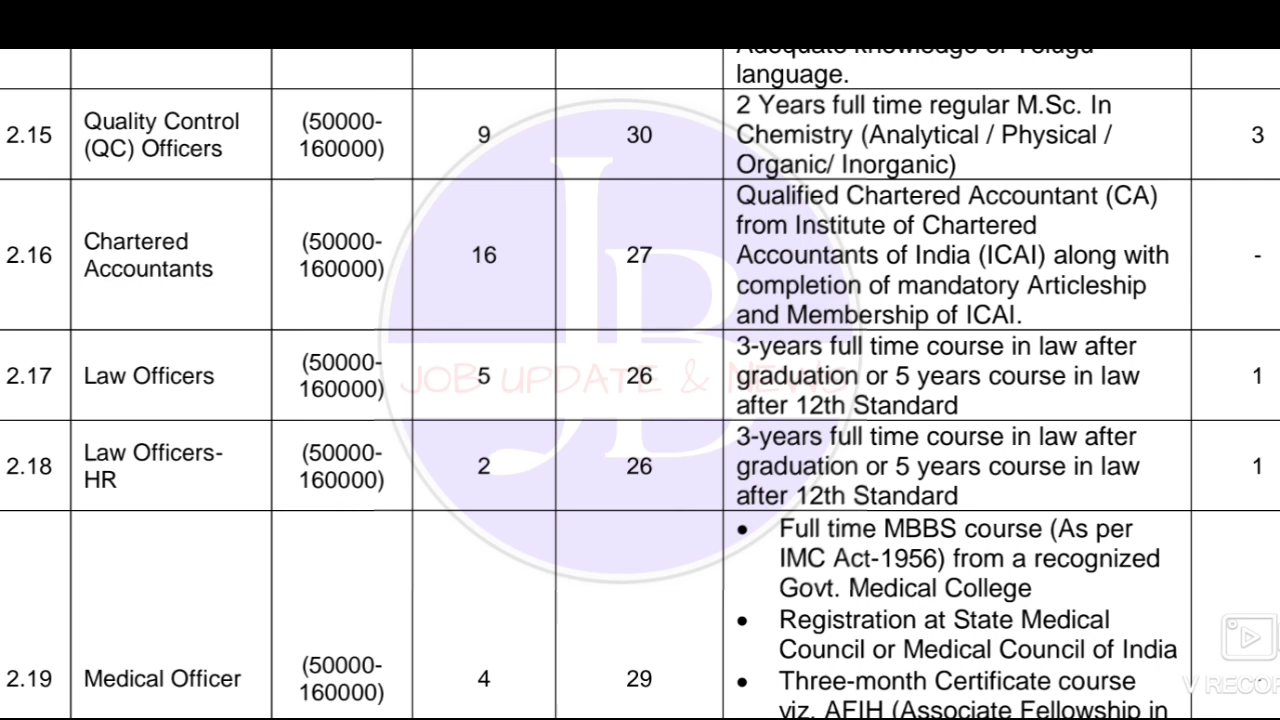 language.
2.15 Quality Control (QC) Officers (50000-160000) 9 30 2 Years full time regular M.Sc. In
Chemistry (Analytical / Physical /
Organic/ Inorganic) 3
2.16 Chartered Accountants (50000-160000) 16 27 Qualified Chartered Accountant (CA)
from Institute of Chartered
Accountants of India (ICAI) along with
completion of mandatory Articleship
and Membership of ICAI. -
2.17 Law Officers (50000-160000) 5 26 3-years full time course in law after
graduation or 5 years course in law
after 12th Standard 1
2.18 Law Officers-HR (50000-160000) 2 26 3-years full time course in law after
graduation or 5 years course in law
after 12th Standard 1
2.19 Medical Officer (50000-160000) 4 29 • Full time MBBS course (As per
IMC Act-1956) from a recognized
Govt. Medical College
• Registration at State Medical
Council or Medical Council of India
• Three-month Certificate course
viz. AFIH (Associate Fellowship in
JB
JOB UPDATE & NEWS
V RECOR